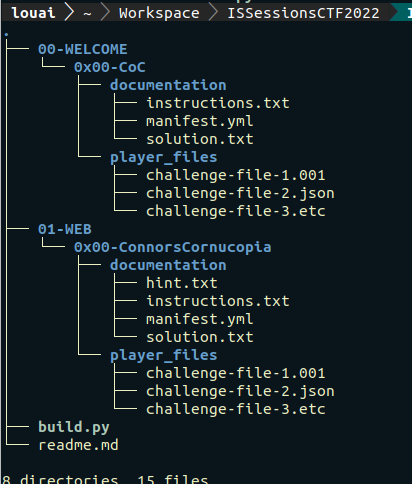 louai ~ Workspace ISSessionsCTF2022
.
├── 00-WELCOME
│   └── 0x00-CoC
│       ├── documentation
│       │   ├── instructions.txt
│       │   ├── manifest.yml
│       │   └── solution.txt
│       └── player_files
│           ├── challenge-file-1.001
│           ├── challenge-file-2.json
│           └── challenge-file-3.etc
├── 01-WEB
│   └── 0x00-ConnorsCornucopia
│       ├── documentation
│       │   ├── hint.txt
│       │   ├── instructions.txt
│       │   ├── manifest.yml
│       │   └── solution.txt
│       └── player_files
│           ├── challenge-file-1.001
│           ├── challenge-file-2.json
│           └── challenge-file-3.etc
├── build.py
└── readme.md
8 directories, 15 files